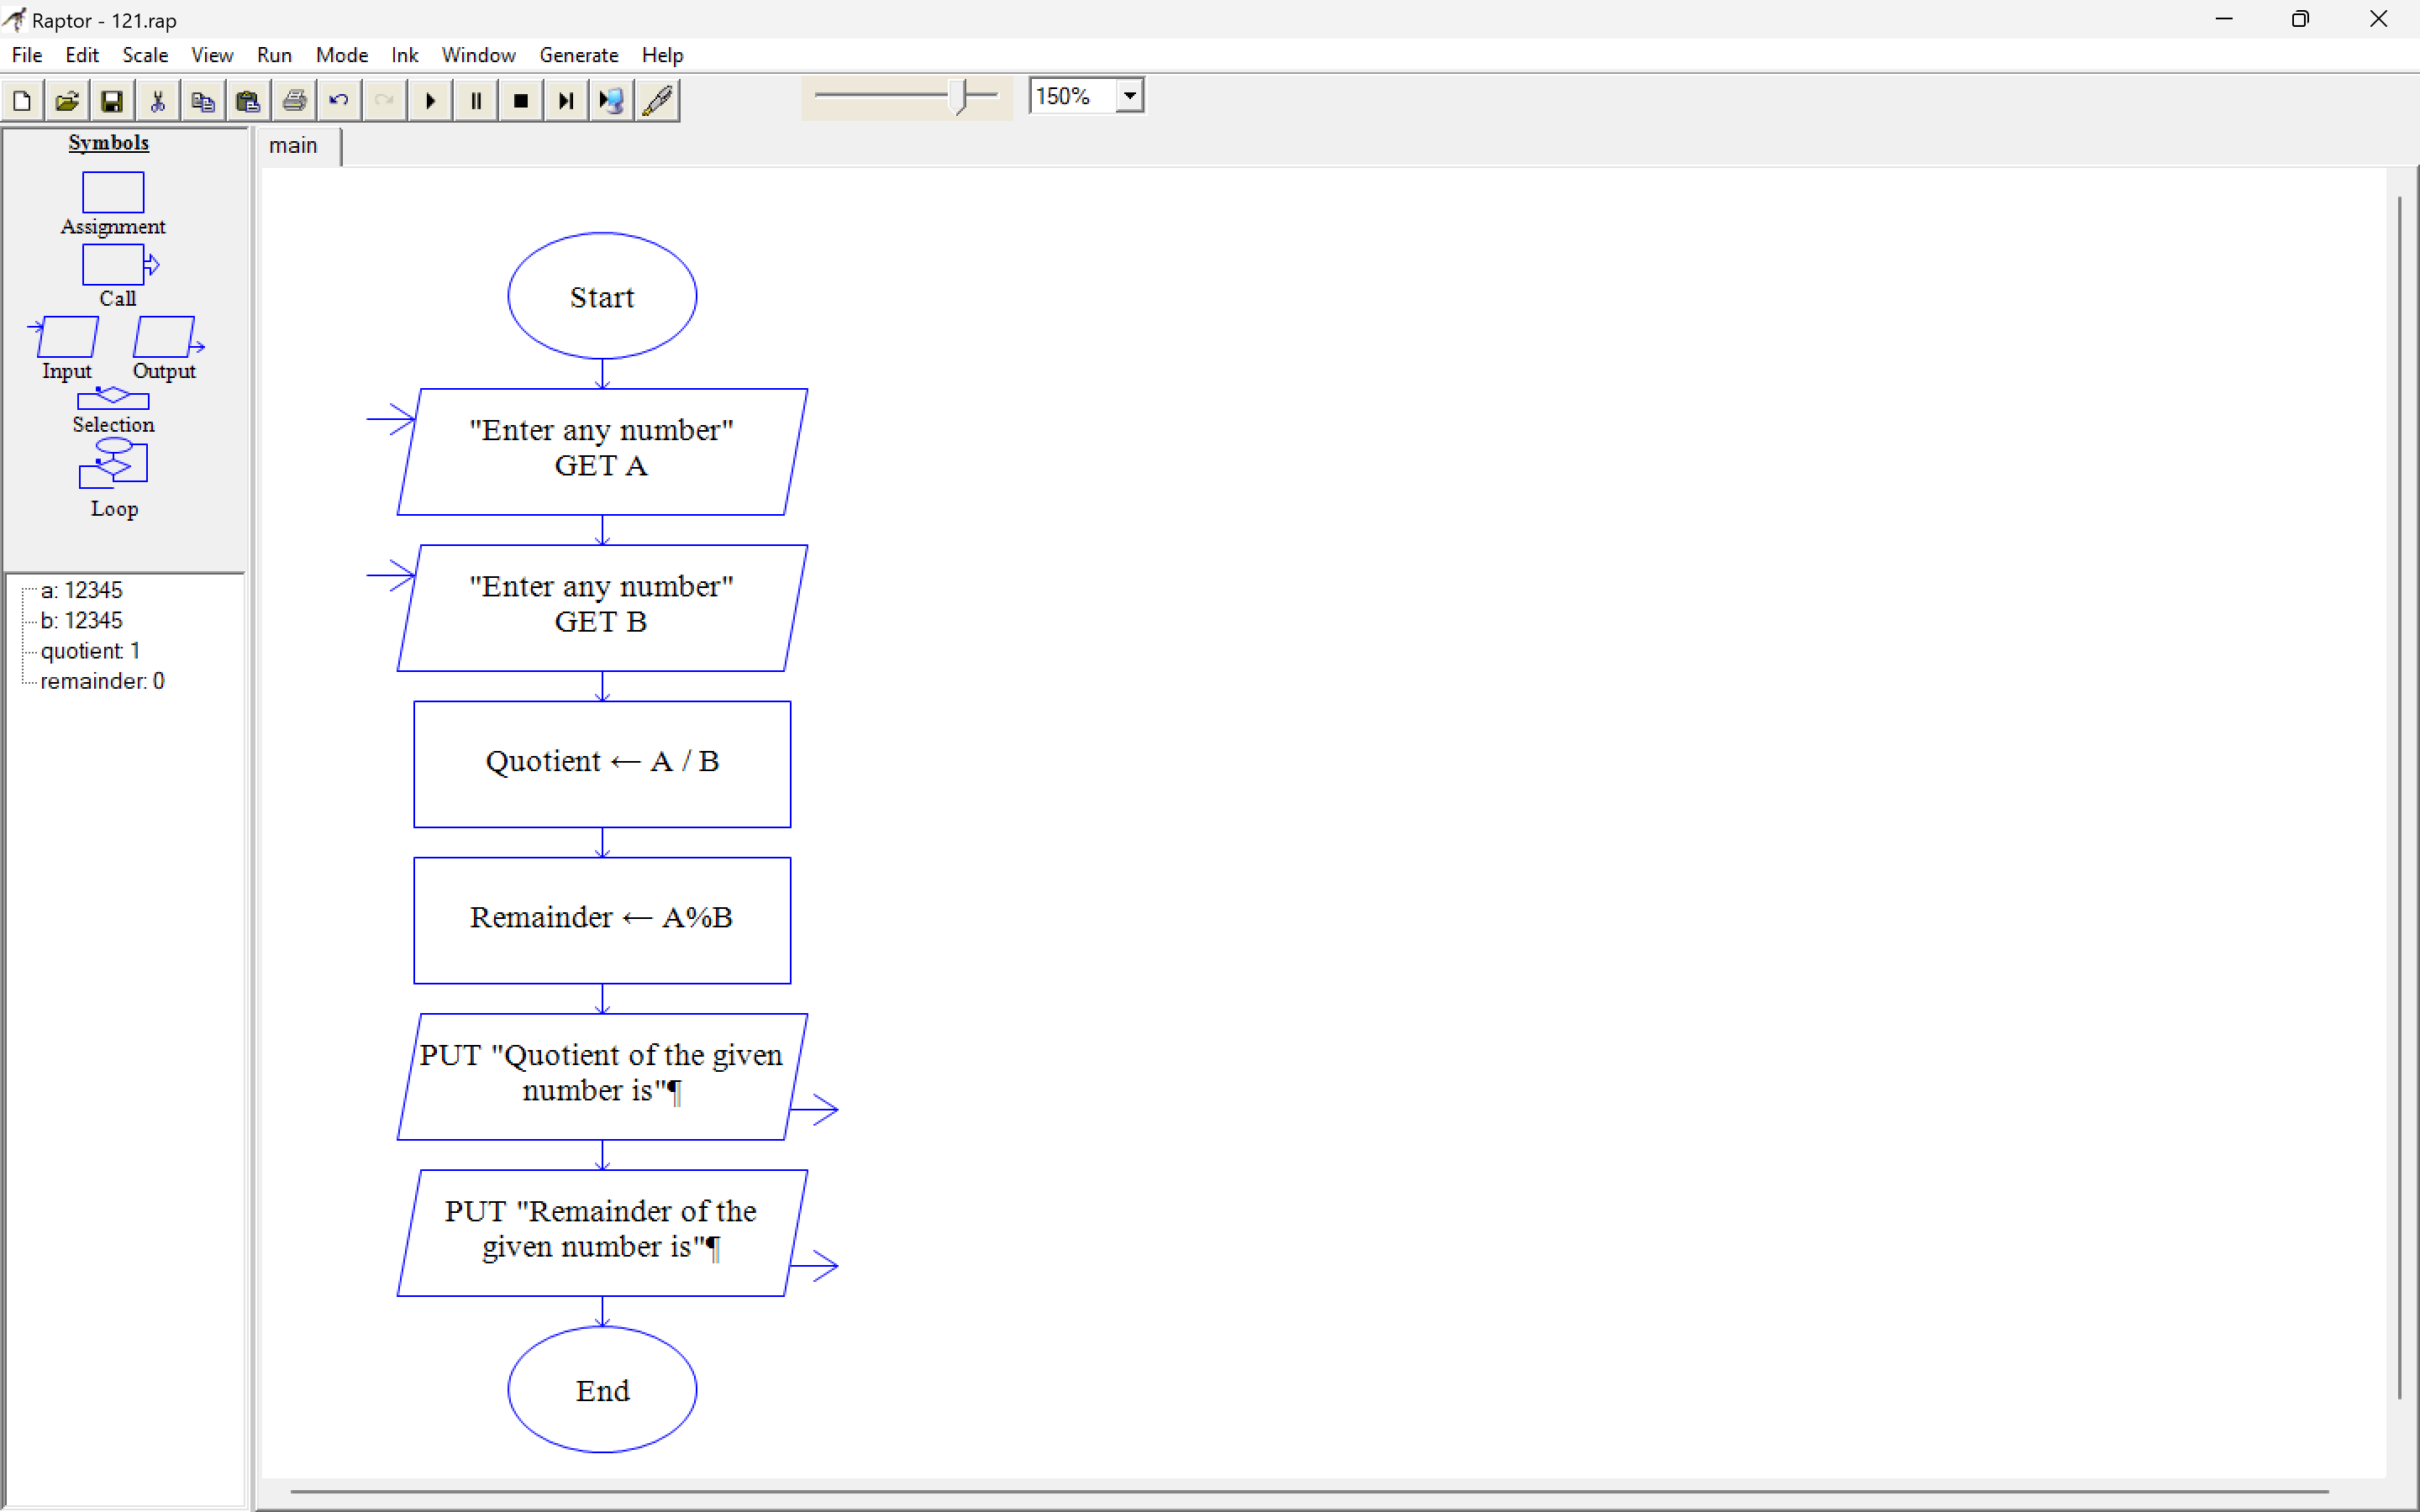 Raptor - 121.rap
File Edit Scale View Run Mode Ink Window Generate Help
150%
Symbols
Assignment
Call
Input Output
Selection
Loop
a: 12345
b: 12345
quotient: 1
remainder: 0
main
Start
"Enter any number"
GET A
"Enter any number"
GET B
Quotient ← A / B
Remainder ← A%B
PUT "Quotient of the given
number is"¶
PUT "Remainder of the
given number is"¶
End